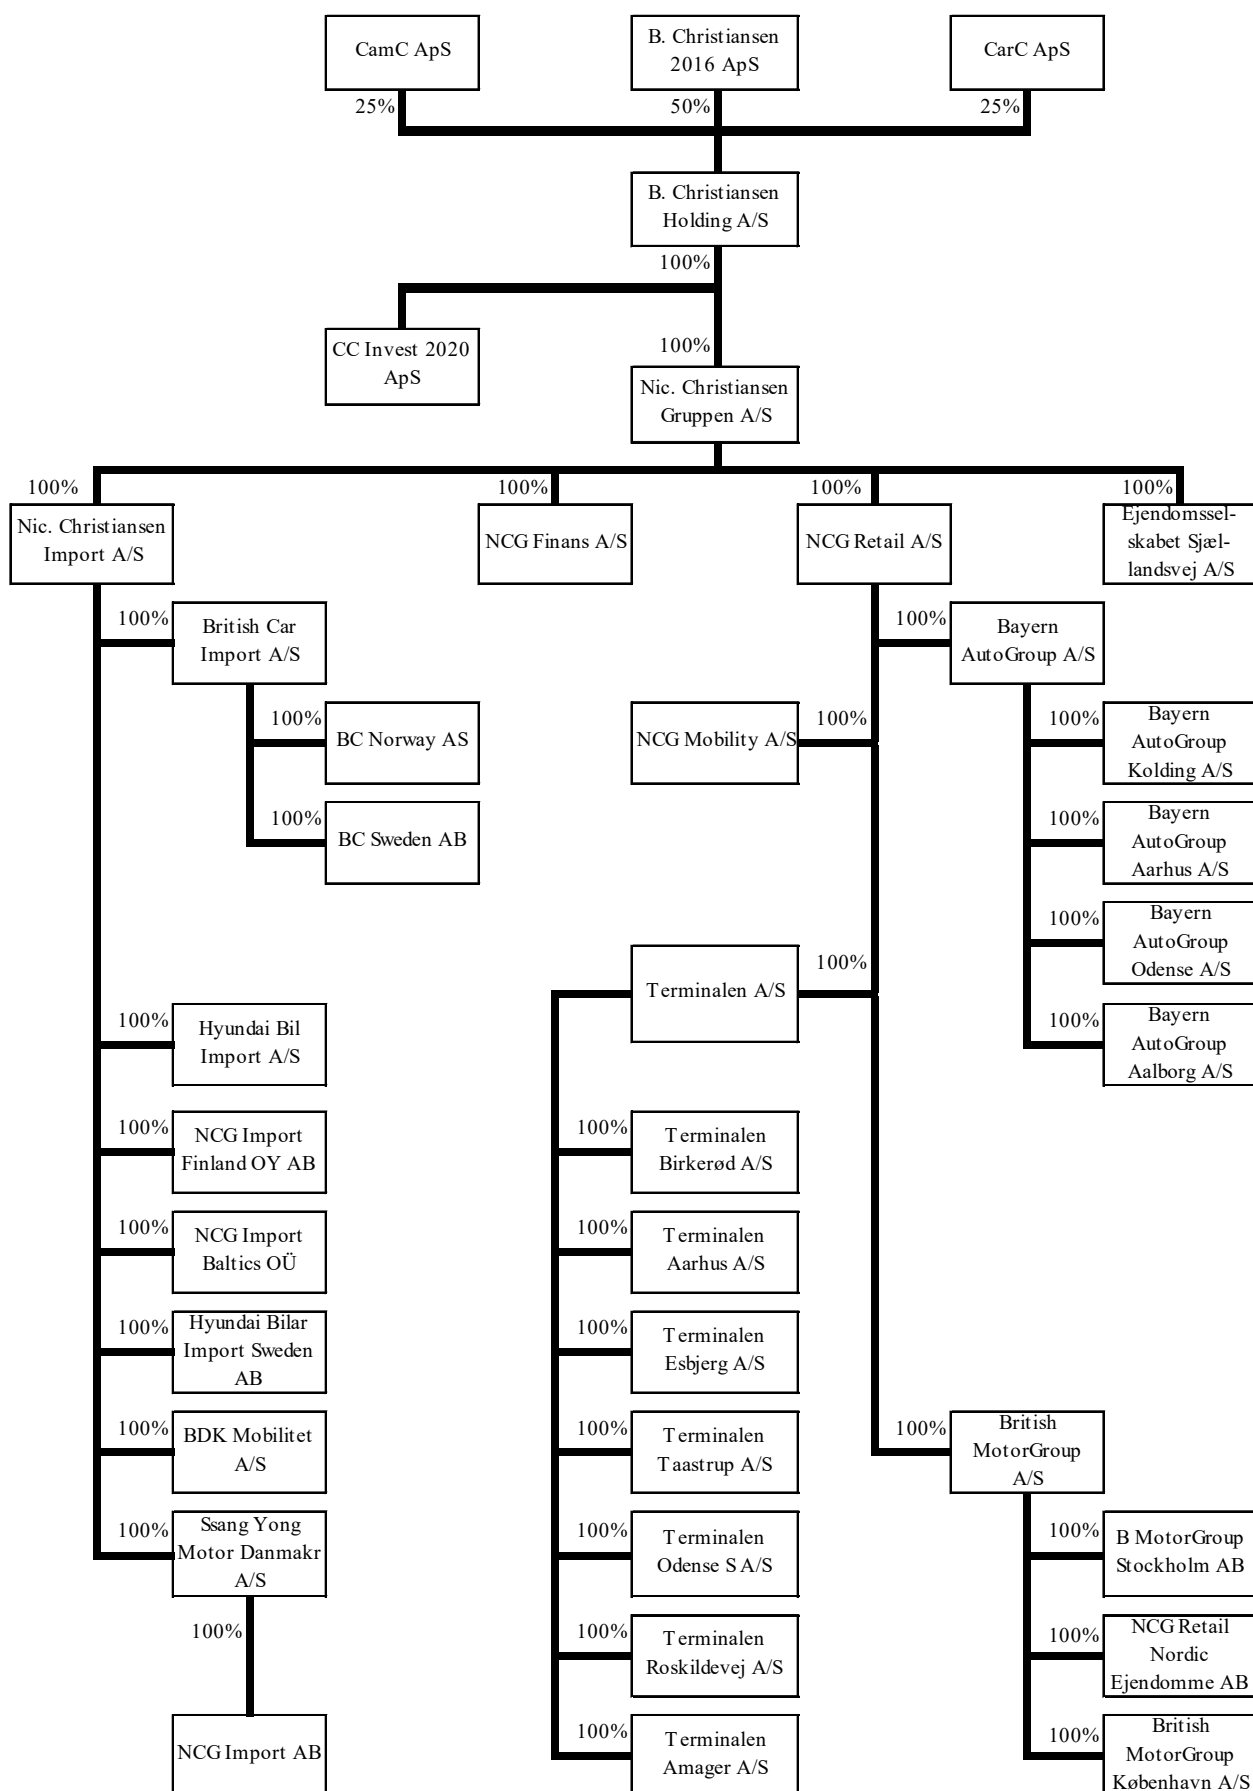 CamC ApS
B. Christiansen
2016 ApS
CarC ApS
25%
50%
25%
B. Christiansen
Holding A/S
100%
CC Invest 2020
ApS
100%
Nic. Christiansen
Gruppen A/S
100%
100%
100%
100%
Nic. Christiansen
Import A/S
NCG Finans A/S
NCG Retail A/S
Ejendomssel-
skabet Sjæl-
landsvej A/S
100%
British Car
Import A/S
100%
Bayern
AutoGroup A/S
100%
BC Norway AS
NCG Mobility A/S
100%
100%
Bayern
AutoGroup
Kolding A/S
100%
BC Sweden AB
100%
Bayern
AutoGroup
Aarhus A/S
100%
Bayern
AutoGroup
Odense A/S
Terminalen A/S
100%
100%
Hyundai Bil
Import A/S
100%
Bayern
AutoGroup
Aalborg A/S
100%
NCG Import
Finland OY AB
100%
Terminalen
Birkerød A/S
100%
NCG Import
Baltics OÜ
100%
Terminalen
Aarhus A/S
100%
Hyundai Bilar
Import Sweden
AB
100%
Terminalen
Esbjerg A/S
100%
BDK Mobilitet
A/S
100%
Terminalen
Taastrup A/S
100%
British
MotorGroup
A/S
100%
Ssang Yong
Motor Danmakr
A/S
100%
Terminalen
Odense S A/S
100%
B MotorGroup
Stockholm AB
100%
NCG Import AB
100%
Terminalen
Roskildevej A/S
100%
NCG Retail
Nordic
Ejendomme AB
100%
Terminalen
Amager A/S
100%
British
MotorGroup
København A/S